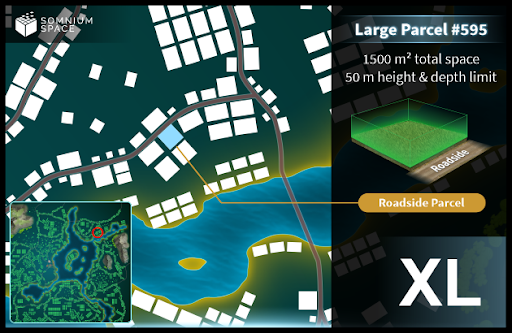 SOMNIUM
SPACE
Large Parcel #595
1500 m² total space
50 m height & depth limit
Roadside
Roadside Parcel
XL